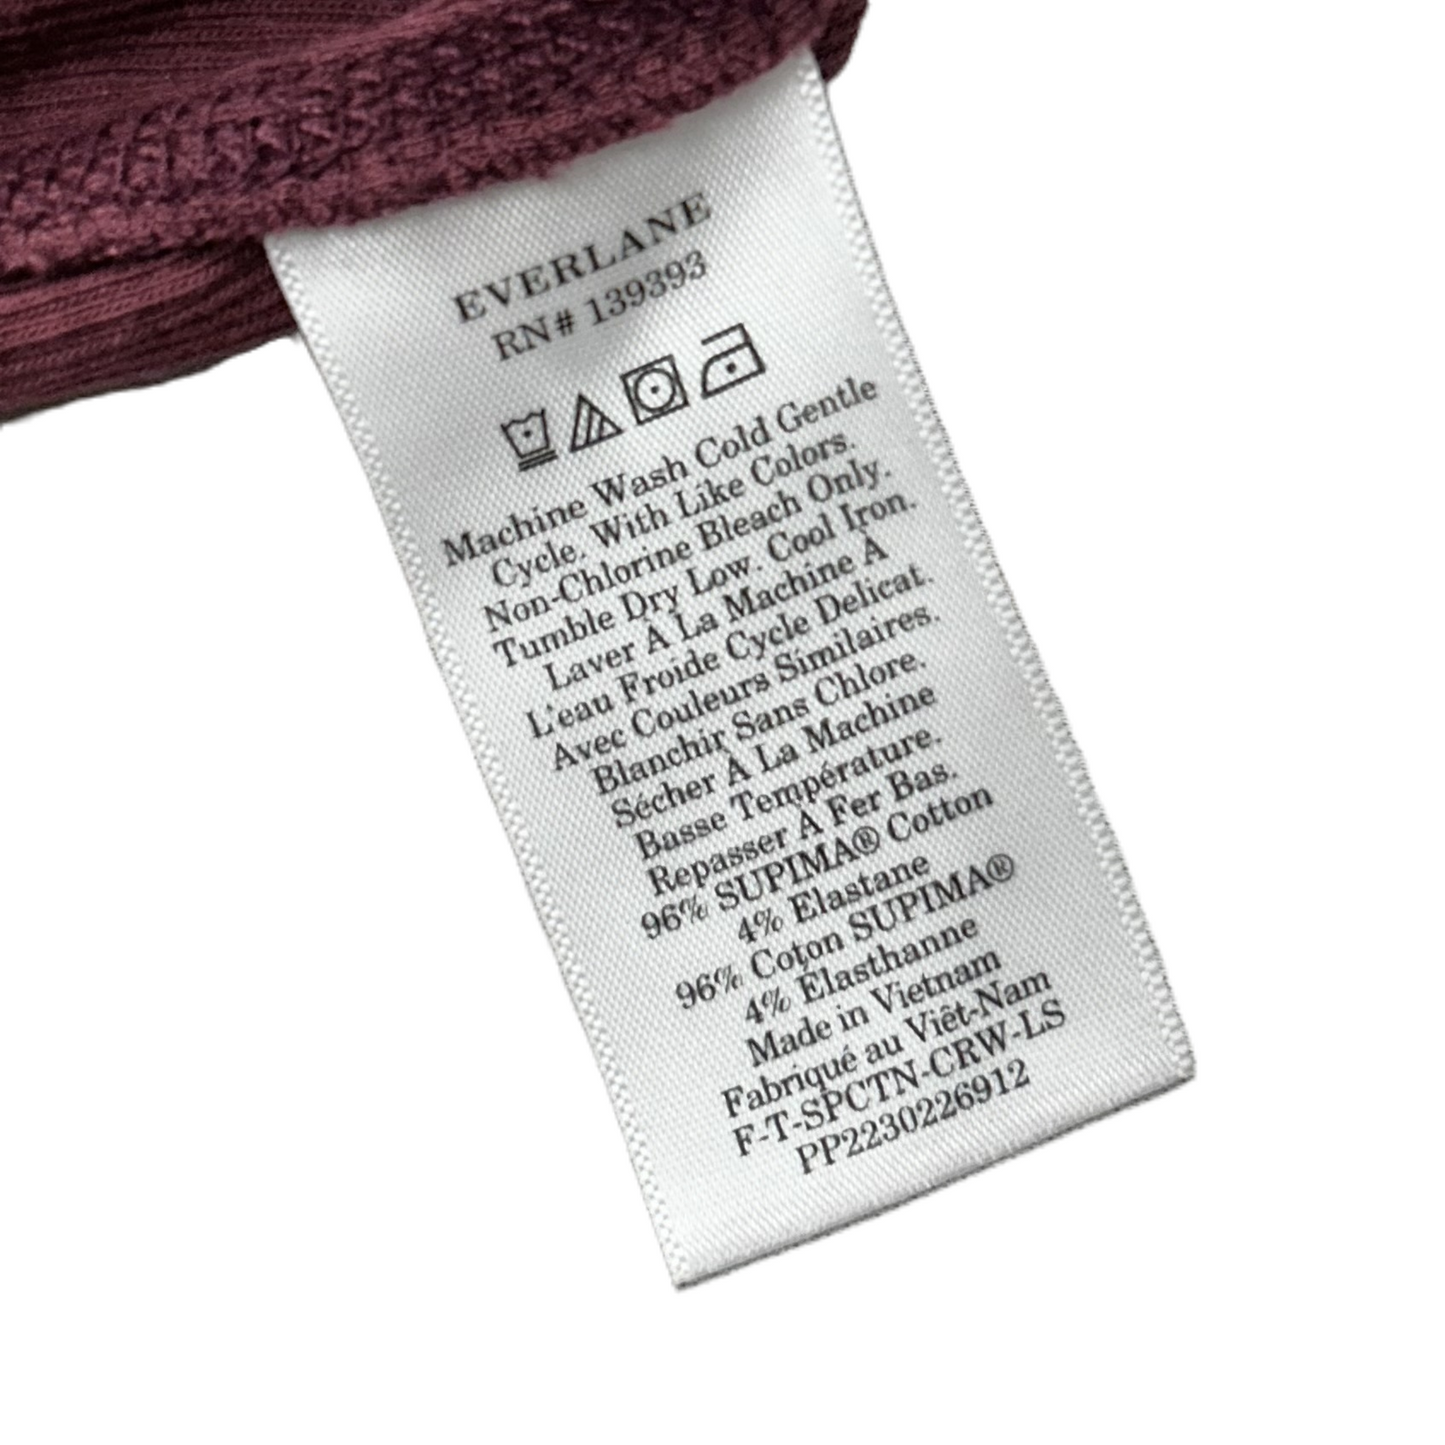 EVERLANE
RN# 139393
Machine Wash Cold Gentle
Cycle. With Like Colors.
Non-Chlorine Bleach Only.
Tumble Dry Low. Cool Iron.
Laver À La Machine À
L'eau Froide Cycle Delicat.
Avec Couleurs Similaires.
Blanchir Sans Chlore.
Sécher À La Machine
Basse Température.
Repasser À Fer Bas.
96% SUPIMA® Cotton
4% Elastane
96% Coton SUPIMA®
4% Élasthanne
Made in Vietnam
Fabriqué au Viêt-Nam
F-T-SPCTN-CRW-LS
PP2230226912